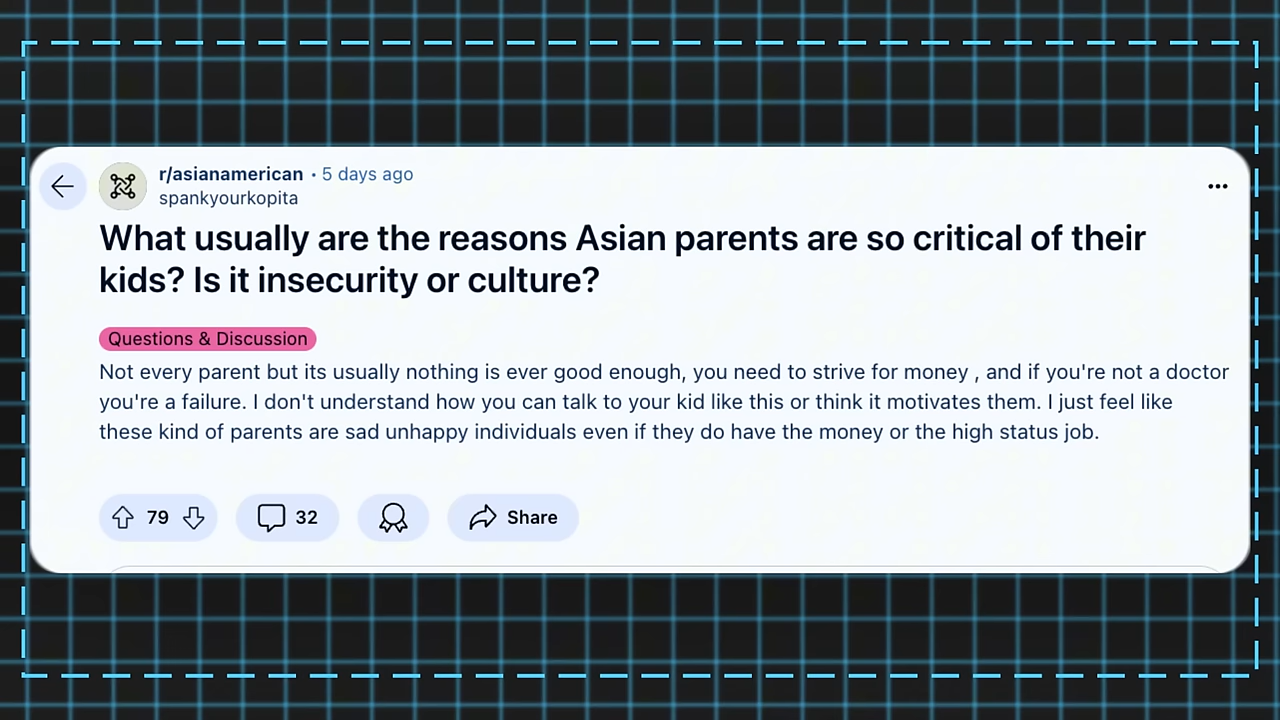 r/asianamerican • 5 days ago
spankyourkopita
What usually are the reasons Asian parents are so critical of their
kids? Is it insecurity or culture?
Questions & Discussion
Not every parent but its usually nothing is ever good enough, you need to strive for money , and if you're not a doctor
you're a failure. I don't understand how you can talk to your kid like this or think it motivates them. I just feel like
these kind of parents are sad unhappy individuals even if they do have the money or the high status job.
79 32 Share